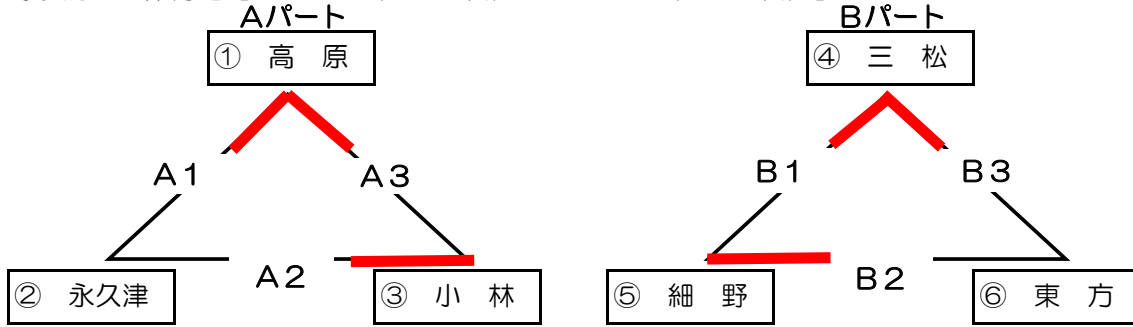 Aパート Bパート
① 高 原 ④ 三 松
A1 A3 B1 B3
A2 B2
② 永久津 ③ 小 林 ⑤ 細 野 ⑥ 東 方